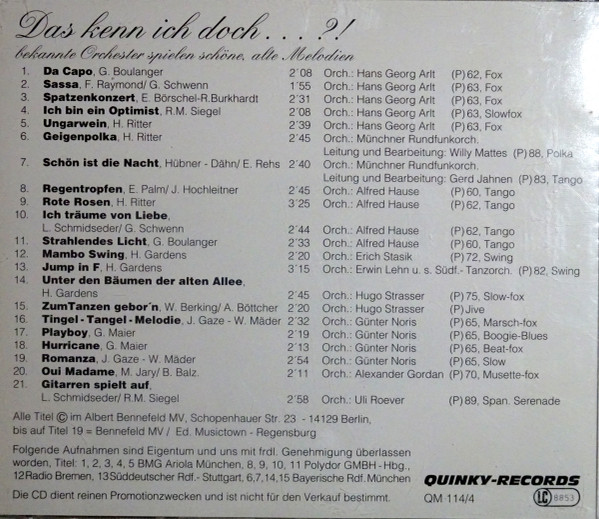 Das kenn ich doch. . . ?!
bekannte Orchester spielen schöne, alte Melodien
1. Da Capo, G. Boulanger 2´08 Orch.: Hans Georg Arlt (P) 62, Fox
2. Sassa, F. Raymond/ G. Schwenn 1´55 Orch.: Hans Georg Arlt (P) 63, Fox
3. Spatzenkonzert, E. Börschel-R.Burkhardt 2´31 Orch.: Hans Georg Arlt (P) 63, Fox
4. Ich bin ein Optimist, R.M. Siegel 2´08 Orch.: Hans Georg Arlt (P) 63, Slowfox
5. Ungarwein, H. Ritter 2´39 Orch.: Hans Georg Arlt (P) 63, Fox
6. Geigenpolka, H. Ritter 2´45 Orch.: Münchner Rundfunkorch,
Leitung und Bearbeitung: Willy Mattes (P) 88, Polka
7. Schön ist die Nacht, Hübner - Dâhn/ E. Rehs 2´40 Orch.: Münchner Rundfunkorch,
Leitung und Bearbeitung: Gerd Jahnen (P) 83, Tango
8. Regentropfen, E. Palm/ J. Hochleitner 2´45 Orch.: Alfred Hause (P) 60, Tango
9. Rote Rosen, H. Ritter 3´25 Orch.: Alfred Hause (P) 62, Tango
10. Ich träume von Liebe,
L. Schmidseder/ G. Schwenn 2´44 Orch.: Alfred Hause (P) 62, Tango
11. Strahlendes Licht, G. Boulanger 2´33 Orch.: Alfred Hause (P) 60, Tango
12. Mambo Swing, H. Gardens 2´20 Orch.: Erich Stasik (P) 72, Swing
13. Jump in F, H. Gardens 3´15 Orch.: Erwin Lehn u. s. Südf.- Tanzorch. (P) 82, Swing
14. Unter den Bäumen der alten Allee,
H. Gardens 2´45 Orch.: Hugo Strasser (P) 75, Slow-fox
15. ZumTanzen gebor´n, W. Berking/ A. Böttcher 2´20 Orch.: Hugo Strasser (P)Jive
16. Tingel - Tangel - Melodie, J. Gaze - W. Mäder 2´32 Orch.: Günter Noris (P) 65, Marsch-fox
17. Playboy, G. Maier 2´19 Orch.: Günter Noris (P) 65, Boogie-Blues
18. Hurricane, G. Maier 2´13 Orch.: Günter Noris (P) 65, Beat-fox
19. Romanza, J. Gaze - W. Mäder 2´54 Orch.: Günter Noris (P) 65, Slow
20. Oui Madame, M. Jary/ B. Balz. 2´11 Orch.: Alexander Gordan (P) 70, Musette-fox
21. Gitarren spielt auf,
L. Schmidseder/ R.M. Siegel 2´58 Orch.: Uli Roever (P) 89, Span. Serenade
Alle Titel © im Albert Bennefeld MV, Schopenhauer Str. 23 - 14129 Berlin,
bis auf Titel 19 = Bennefeld MV / Ed. Musictown - Regensburg
Folgende Aufnahmen sind Eigentum und uns mit frdl. Genehmigung überlassen
worden, Titel: 1, 2, 3, 4, 5 BMG Ariola München, 8, 9, 10, 11 Polydor GMBH - Hbg.,
12Radio Bremen, 13Süddeutscher Rdf.- Stuttgart, 6,7,14,15 Bayerische Rdf. München
Die CD dient reinen Promotionzwecken und ist nicht für den Verkauf bestimmt.
QUINKY-RECORDS
QM 114/4
LC 8853